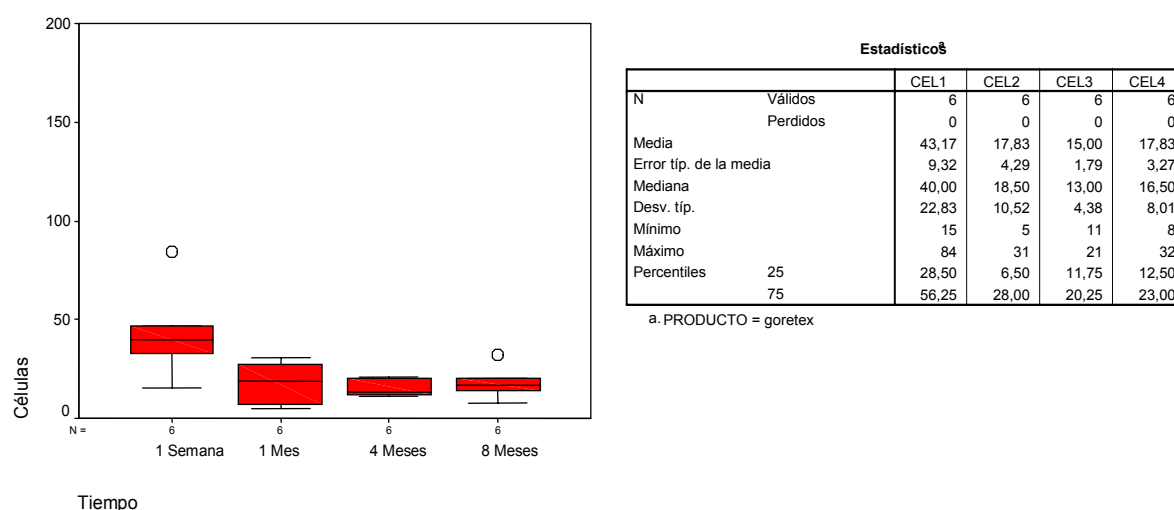 200
150
100
50
0
Células
N = 6 6 6 6
1 Semana 1 Mes 4 Meses 8 Meses
Tiempo
Estadísticos a
CEL1 CEL2 CEL3 CEL4
N Válidos 6 6 6 6
Perdidos 0 0 0 0
Media 43,17 17,83 15,00 17,83
Error típ. de la media 9,32 4,29 1,79 3,27
Mediana 40,00 18,50 13,00 16,50
Desv. típ. 22,83 10,52 4,38 8,01
Mínimo 15 5 11 8
Máximo 84 31 21 32
Percentiles 25 28,50 6,50 11,75 12,50
75 56,25 28,00 20,25 23,00
a. PRODUCTO = goretex